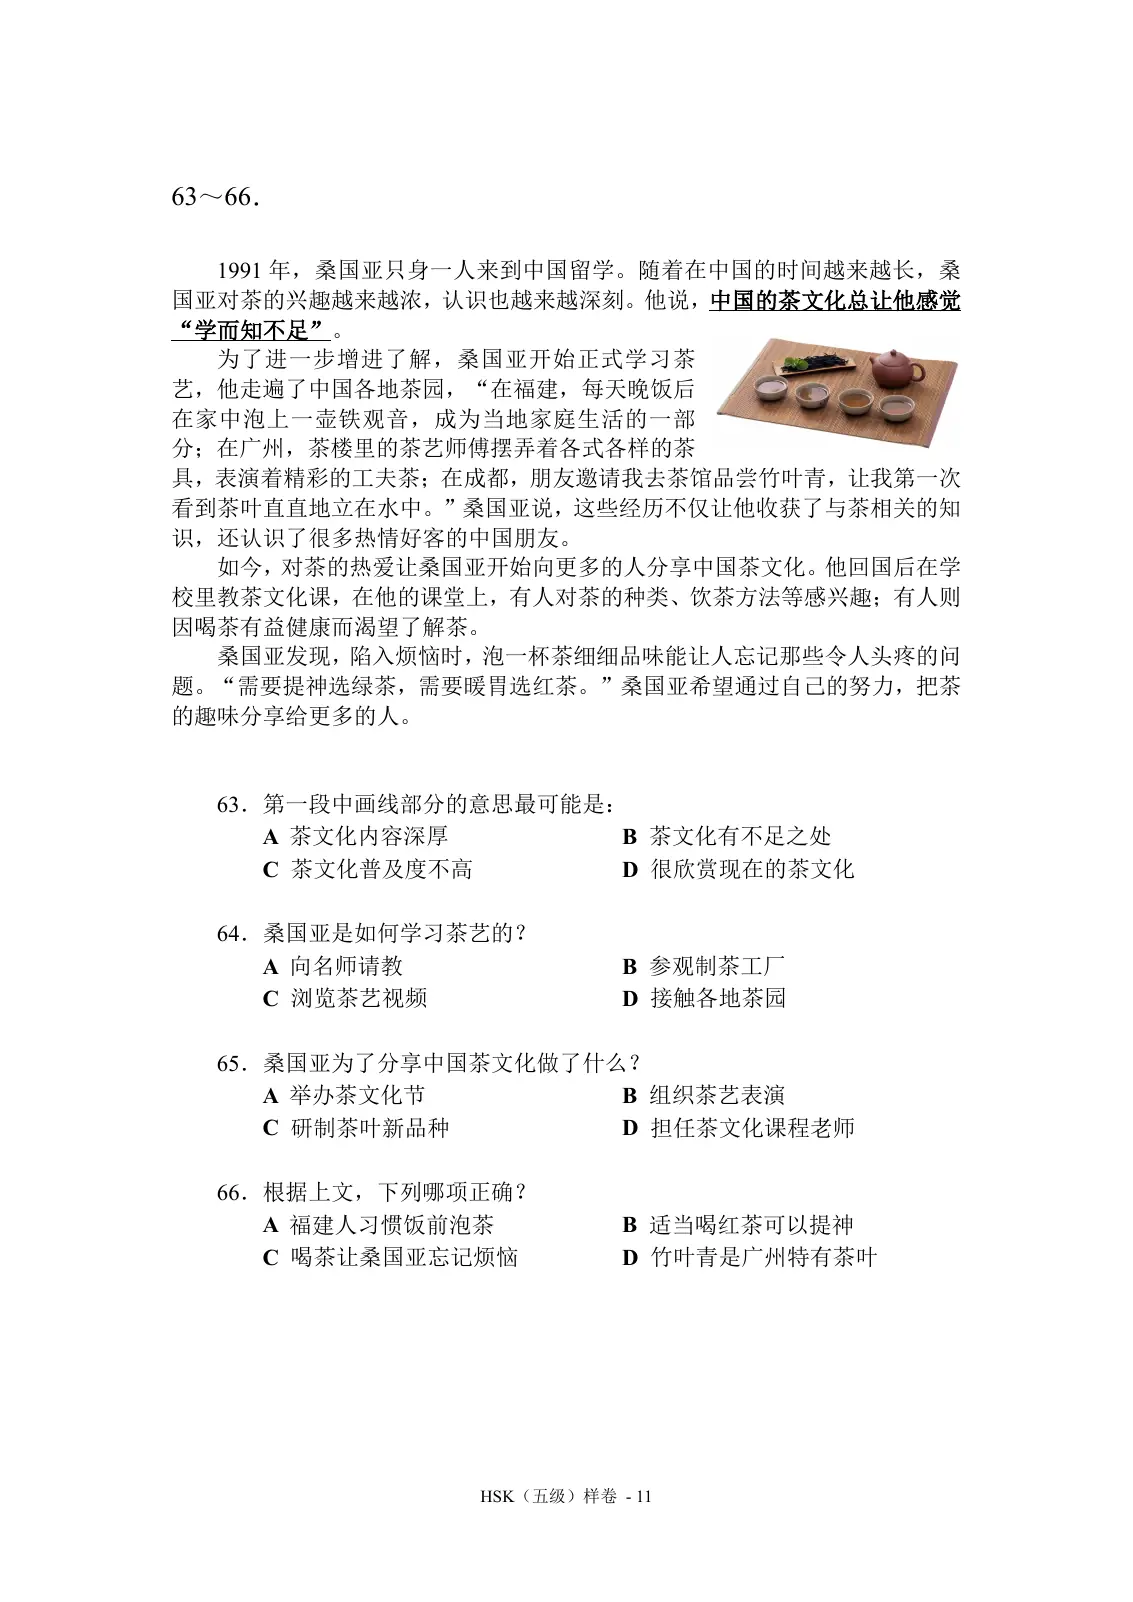 63～66．
1991 年，桑国亚只身一人来到中国留学。随着在中国的时间越来越长，桑
国亚对茶的兴趣越来越浓，认识也越来越深刻。他说，中国的茶文化总让他感觉
“学而知不足”。
为了进一步增进了解，桑国亚开始正式学习茶
艺，他走遍了中国各地茶园，“在福建，每天晚饭后
在家中泡上一壶铁观音，成为当地家庭生活的一部
分；在广州，茶楼里的茶艺师傅摆弄着各式各样的茶
具，表演着精彩的工夫茶；在成都，朋友邀请我去茶馆品尝竹叶青，让我第一次
看到茶叶直直地立在水中。”桑国亚说，这些经历不仅让他收获了与茶相关的知
识，还认识了很多热情好客的中国朋友。
如今，对茶的热爱让桑国亚开始向更多的人分享中国茶文化。他回国后在学
校里教茶文化课，在他的课堂上，有人对茶的种类、饮茶方法等感兴趣；有人则
因喝茶有益健康而渴望了解茶。
桑国亚发现，陷入烦恼时，泡一杯茶细细品味能让人忘记那些令人头疼的问
题。“需要提神选绿茶，需要暖胃选红茶。”桑国亚希望通过自己的努力，把茶
的趣味分享给更多的人。
63．第一段中画线部分的意思最可能是：
A 茶文化内容深厚 B 茶文化有不足之处
C 茶文化普及度不高 D 很欣赏现在的茶文化
64．桑国亚是如何学习茶艺的？
A 向名师请教 B 参观制茶工厂
C 浏览茶艺视频 D 接触各地茶园
65．桑国亚为了分享中国茶文化做了什么？
A 举办茶文化节 B 组织茶艺表演
C 研制茶叶新品种 D 担任茶文化课程老师
66．根据上文，下列哪项正确？
A 福建人习惯饭前泡茶 B 适当喝红茶可以提神
C 喝茶让桑国亚忘记烦恼 D 竹叶青是广州特有茶叶
HSK（五级）样卷 - 11